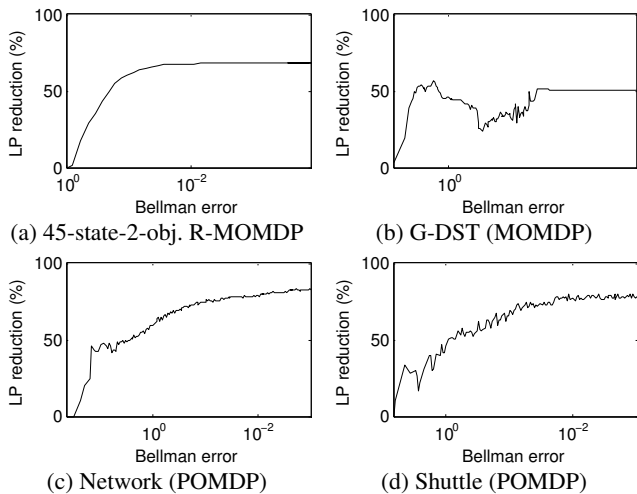 100
50
0
LP reduction (%)
10^0
10^-2
Bellman error
(a) 45-state-2-obj. R-MOMDP
100
50
0
LP reduction (%)
10^0
Bellman error
(b) G-DST (MOMDP)
100
50
0
LP reduction (%)
10^0
10^-2
Bellman error
(c) Network (POMDP)
100
50
0
LP reduction (%)
10^0
10^-2
Bellman error
(d) Shuttle (POMDP)